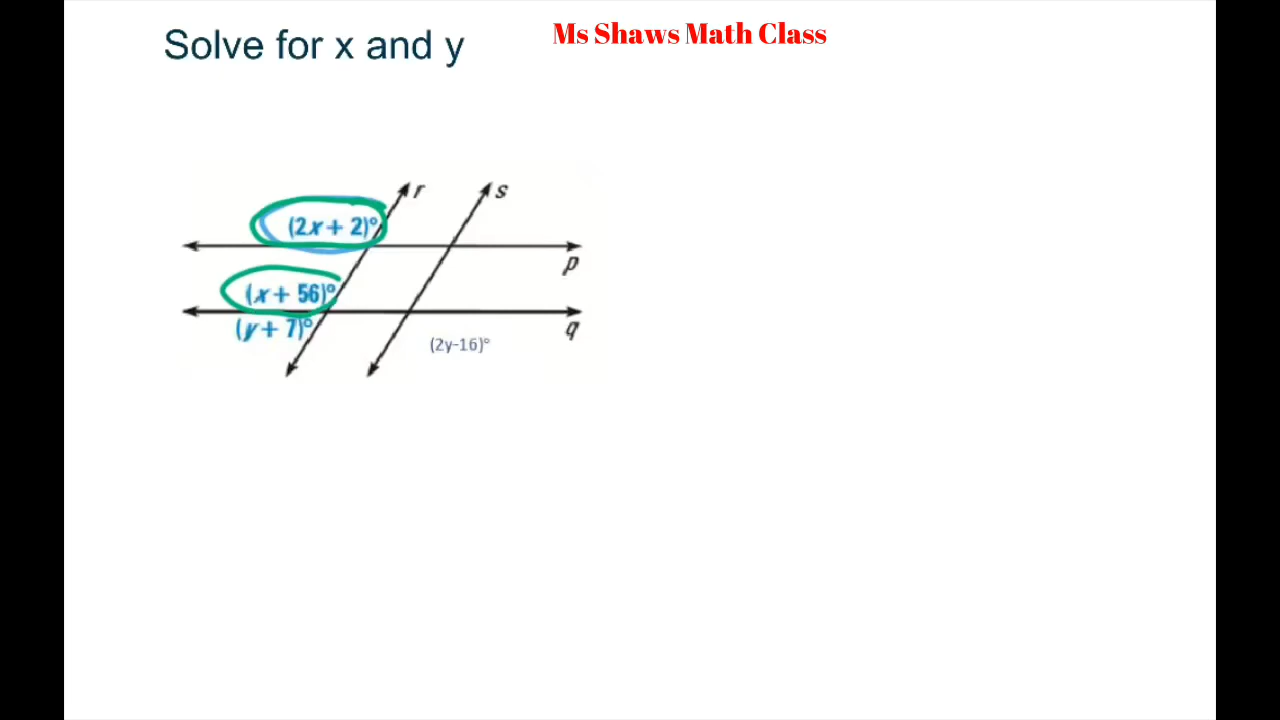 Solve for x and y
Ms Shaws Math Class
r
s
(2x + 2)°
p
(x + 56)°
(y + 7)°
q
(2y-16)°